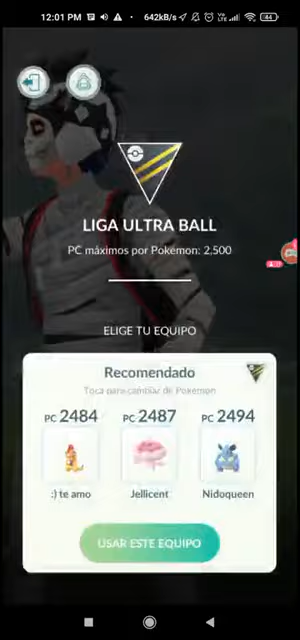 12:01 PM 642kB/s 44
LIGA ULTRA BALL
PC máximos por Pokémon: 2,500
ELIGE TU EQUIPO
Recomendado
Toca para cambiar de Pokémon
PC 2484 PC 2487 PC 2494
:) te amo Jellicent Nidoqueen
USAR ESTE EQUIPO